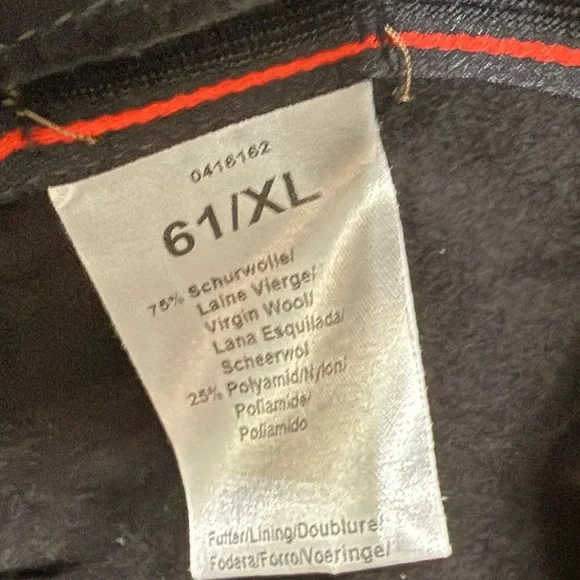 0416162
61/XL
75% Schurwolle/
Laine Vierge/
Virgin Wool/
Lana Esquilada/
Scheerwol
25% Polyamid/Nylon/
Poliamide/
Poliamido
Futter/Lining/Doublure/
Fodera/Forro/Voeringe/